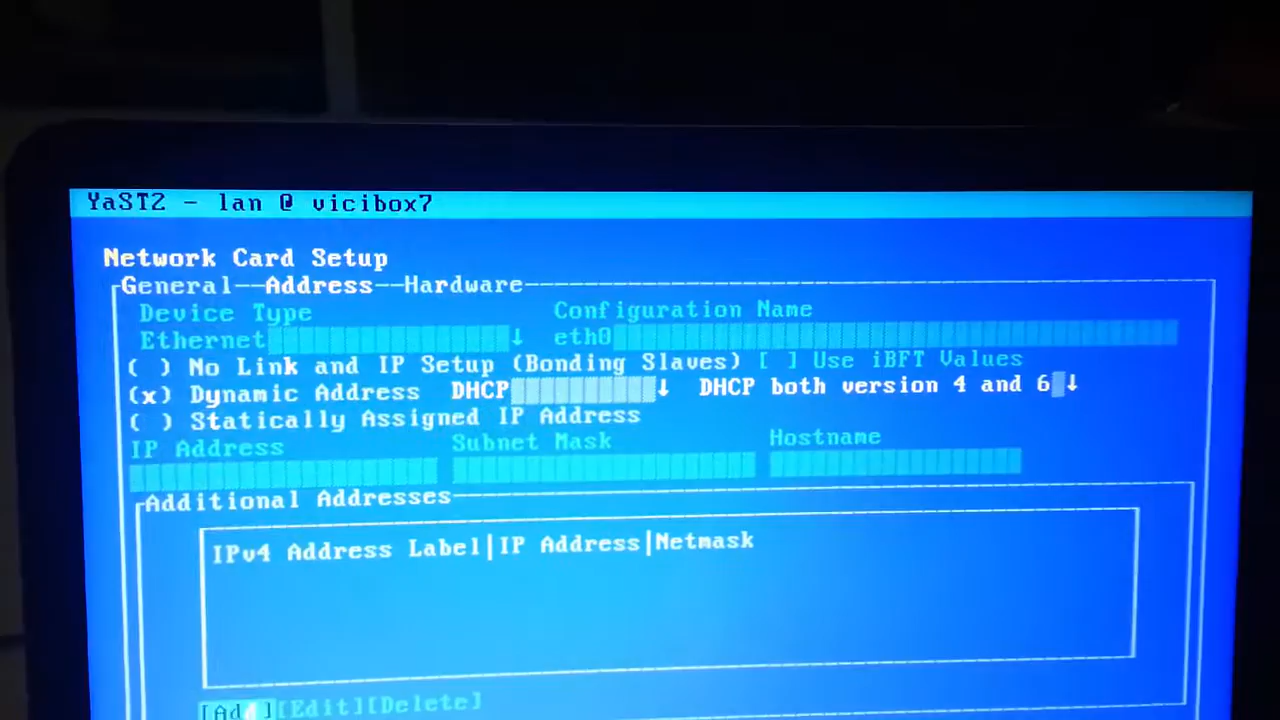 YaST2 - lan @ vicibox7
Network Card Setup
General--Address--Hardware
Device Type Configuration Name
Ethernet ↓ eth0
( ) No Link and IP Setup (Bonding Slaves) [ ] Use iBFT Values
(x) Dynamic Address DHCP ↓ DHCP both version 4 and 6 ↓
( ) Statically Assigned IP Address
IP Address Subnet Mask Hostname
Additional Addresses
IPv4 Address Label|IP Address|Netmask
[Add][Edit][Delete]